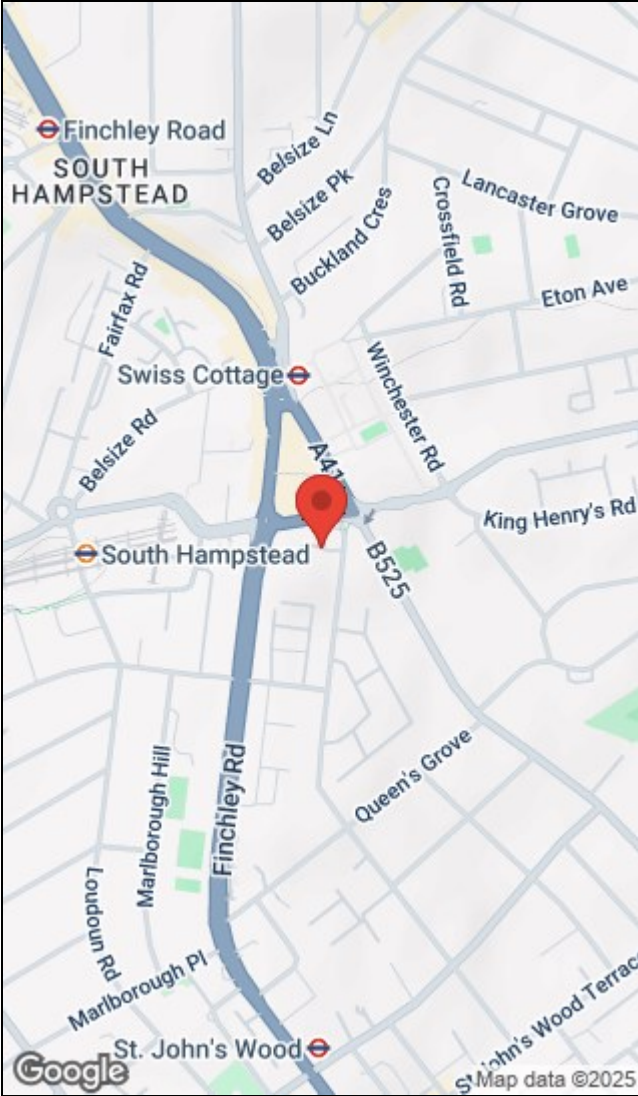 Finchley Road
SOUTH
HAMPSTEAD
Belsize Ln
Belsize Pk
Buckland Cres
Crossfield Rd
Lancaster Grove
Eton Ave
Fairfax Rd
Swiss Cottage
Winchester Rd
Belsize Rd
A41
King Henry's Rd
South Hampstead
B525
Queen's Grove
Marlborough Hill
Finchley Rd
Loudoun Rd
Marlborough Pl
St. John's Wood
St John's Wood Terrace
Google
Map data ©2025